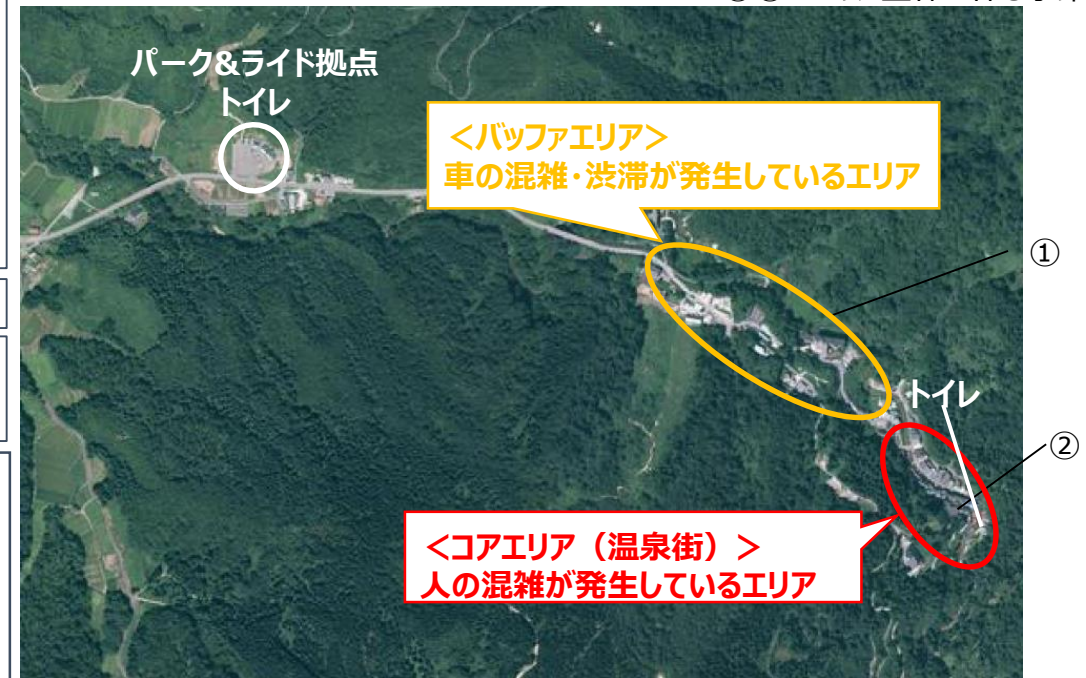 パーク&ライド拠点
トイレ
<バッファエリア>
車の混雑・渋滞が発生しているエリア
①
トイレ
②
<コアエリア（温泉街）>
人の混雑が発生しているエリア